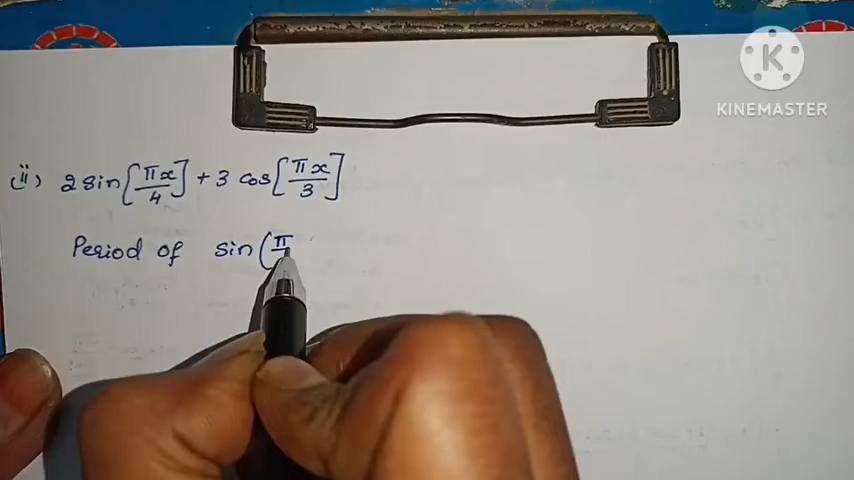 K
KINEMASTER
(ii) 2 sin[πx/4] + 3 cos[πx/3]
Period of sin(π